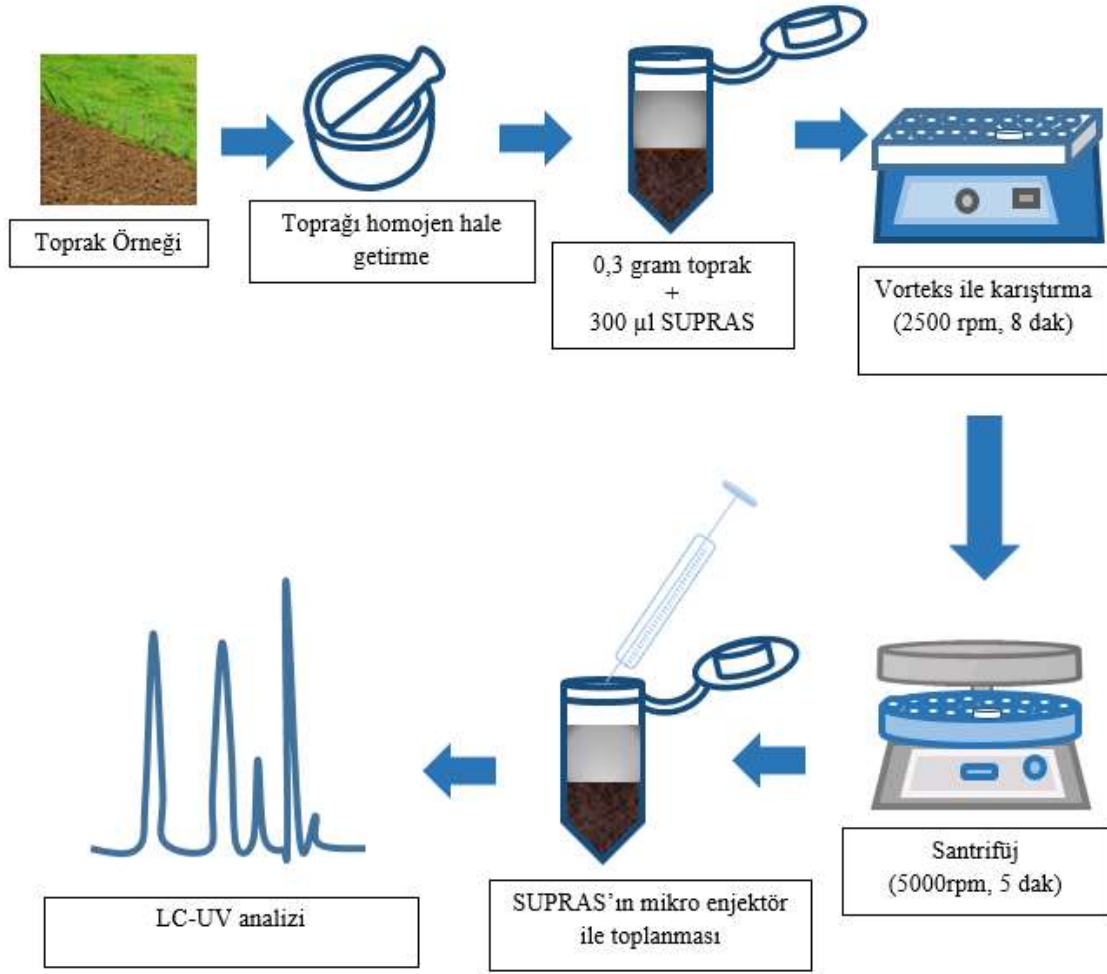 Toprak Örneği
Toprağı homojen hale
getirme
0,3 gram toprak
+
300 µl SUPRAS
Vorteks ile karıştırma
(2500 rpm, 8 dak)
Santrifüj
(5000rpm, 5 dak)
SUPRAS’ın mikro enjektör
ile toplanması
LC-UV analizi